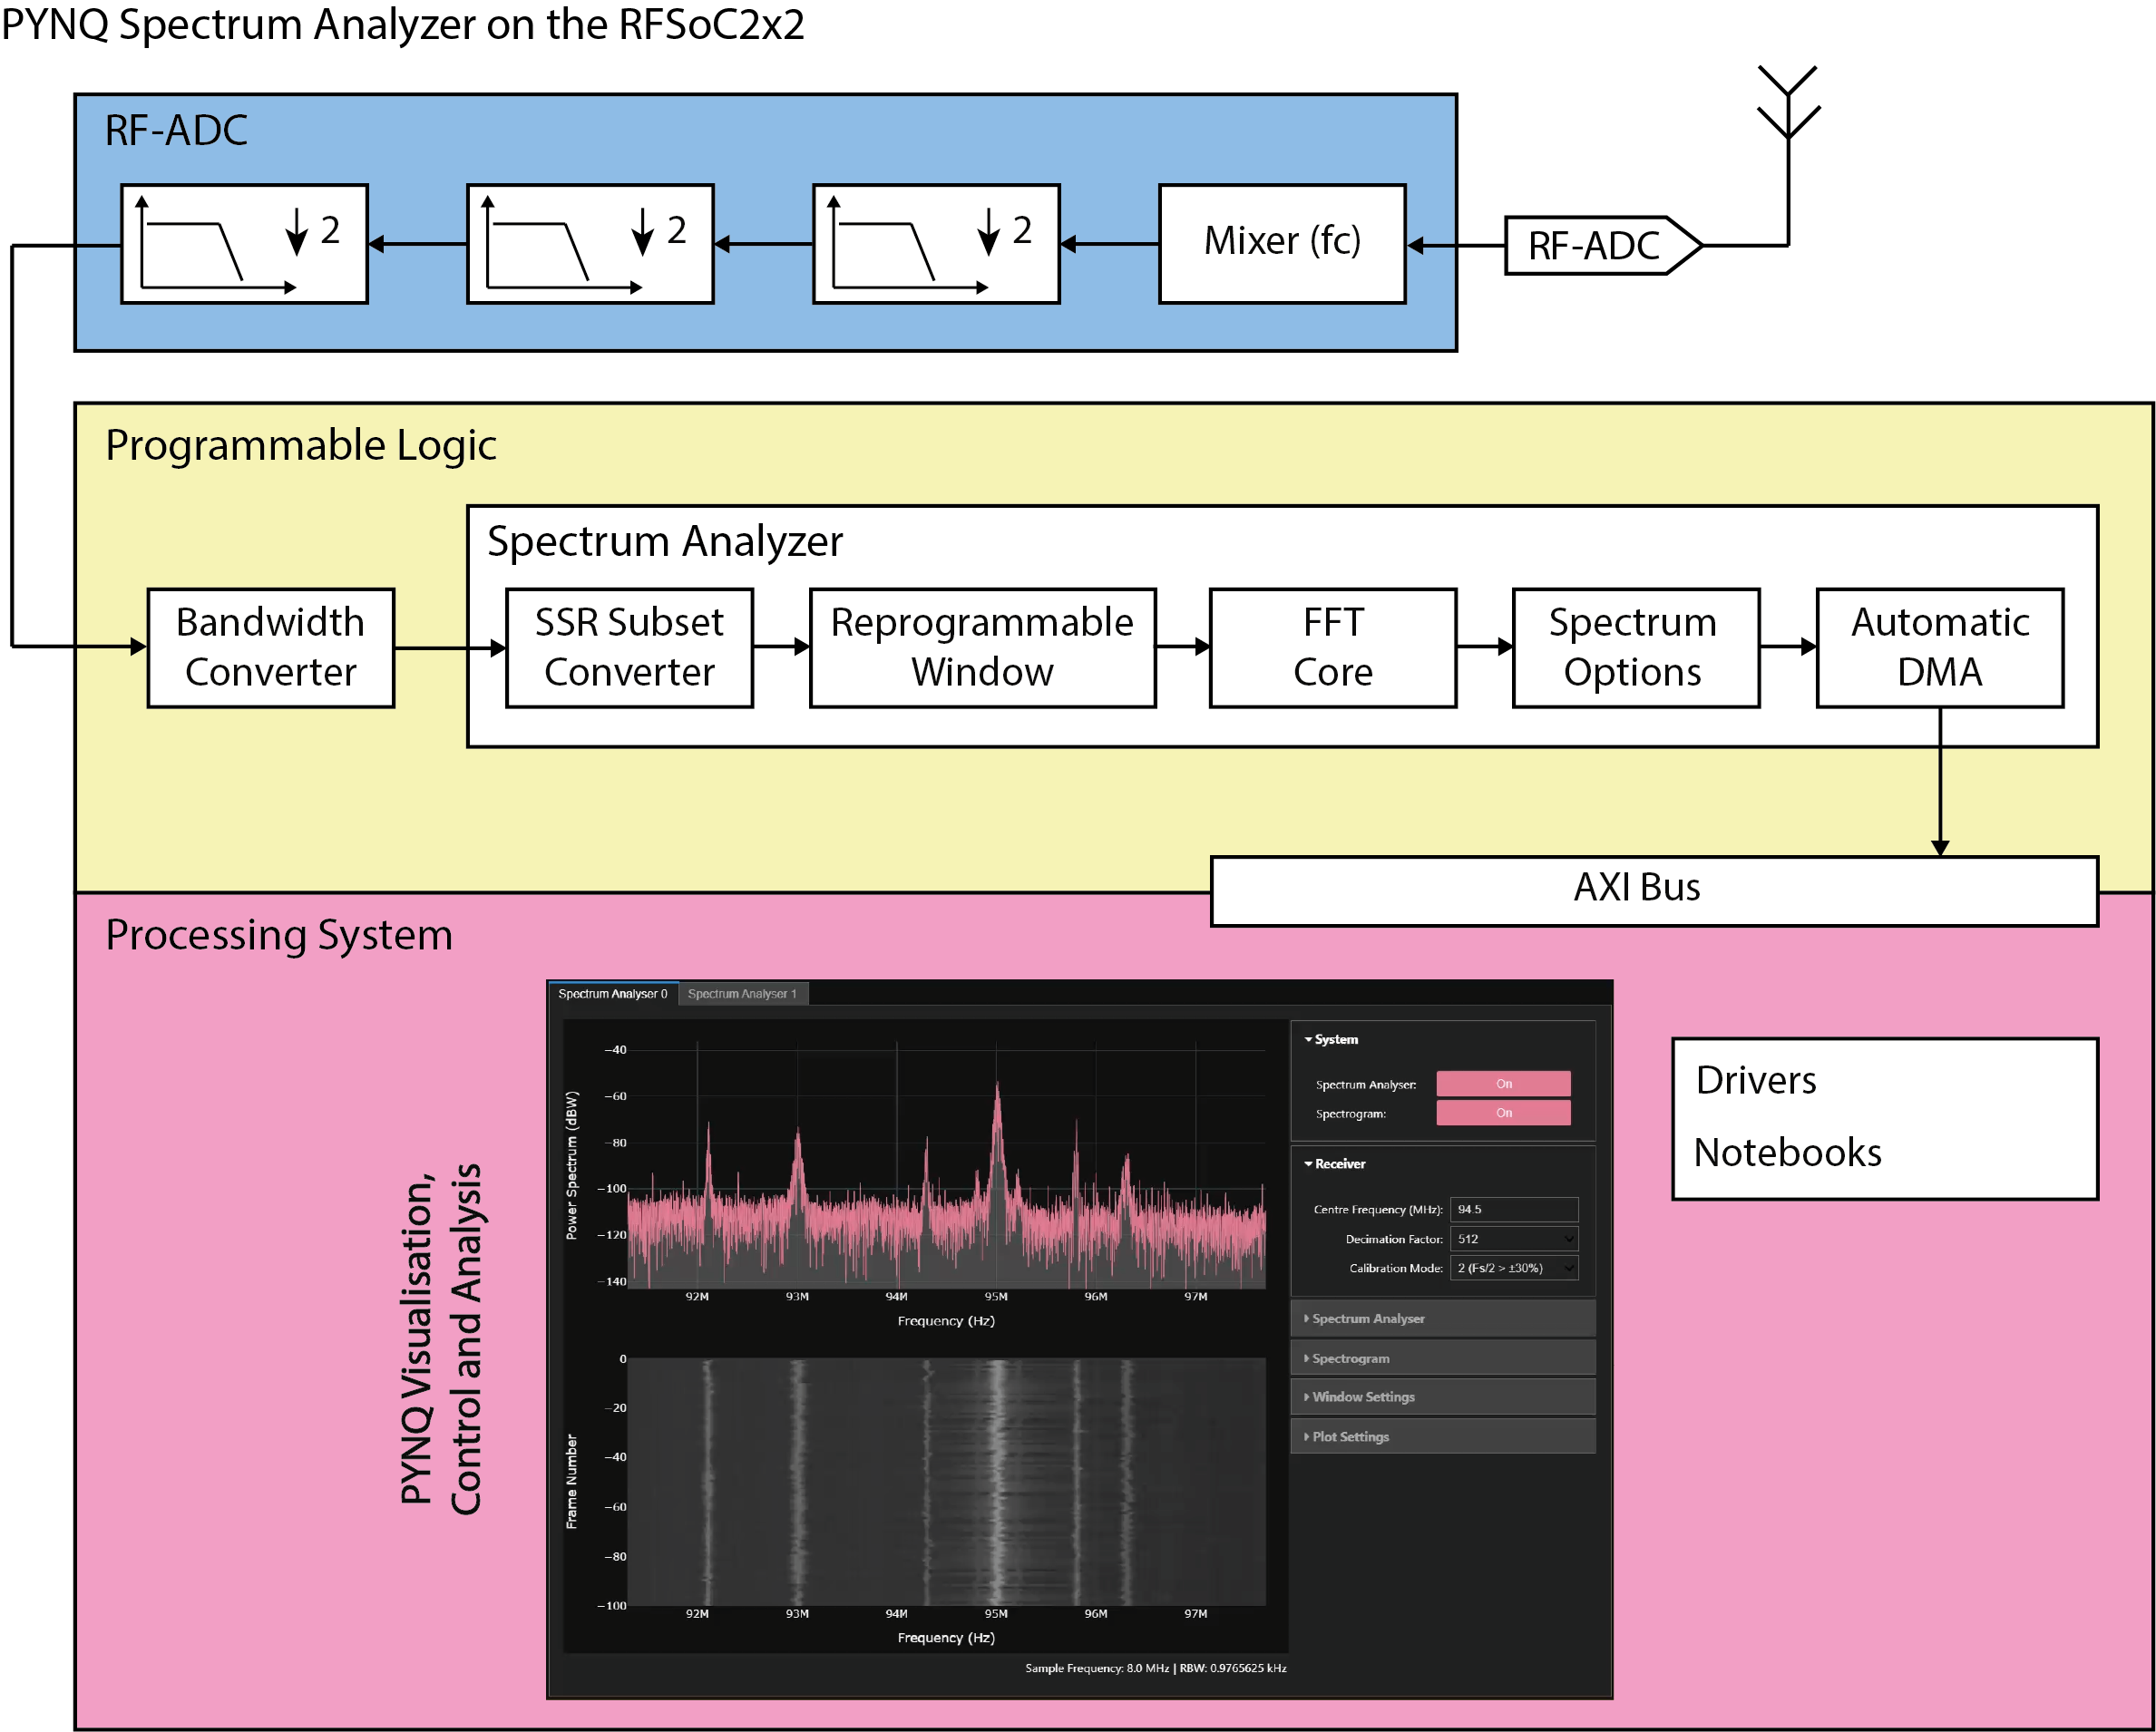 PYNQ Spectrum Analyzer on the RFSoC2x2
RF-ADC
2
2
2
Mixer (fc)
RF-ADC
Programmable Logic
Spectrum Analyzer
Bandwidth
Converter
SSR Subset
Converter
Reprogrammable
Window
FFT
Core
Spectrum
Options
Automatic
DMA
AXI Bus
Processing System
PYNQ Visualisation,
Control and Analysis
Spectrum Analyser 0
Spectrum Analyser 1
Power Spectrum (dBW)
−40
−60
−80
−100
−120
−140
92M
93M
94M
95M
96M
97M
Frequency (Hz)
Frame Number
0
−20
−40
−60
−80
−100
92M
93M
94M
95M
96M
97M
Frequency (Hz)
Sample Frequency: 8.0 MHz | RBW: 0.9765625 kHz
System
Spectrum Analyser: On
Spectrogram: On
Receiver
Centre Frequency (MHz): 94.5
Decimation Factor: 512
Calibration Mode: 2 (Fs/2 > ±30%)
Spectrum Analyser
Spectrogram
Window Settings
Plot Settings
Drivers
Notebooks